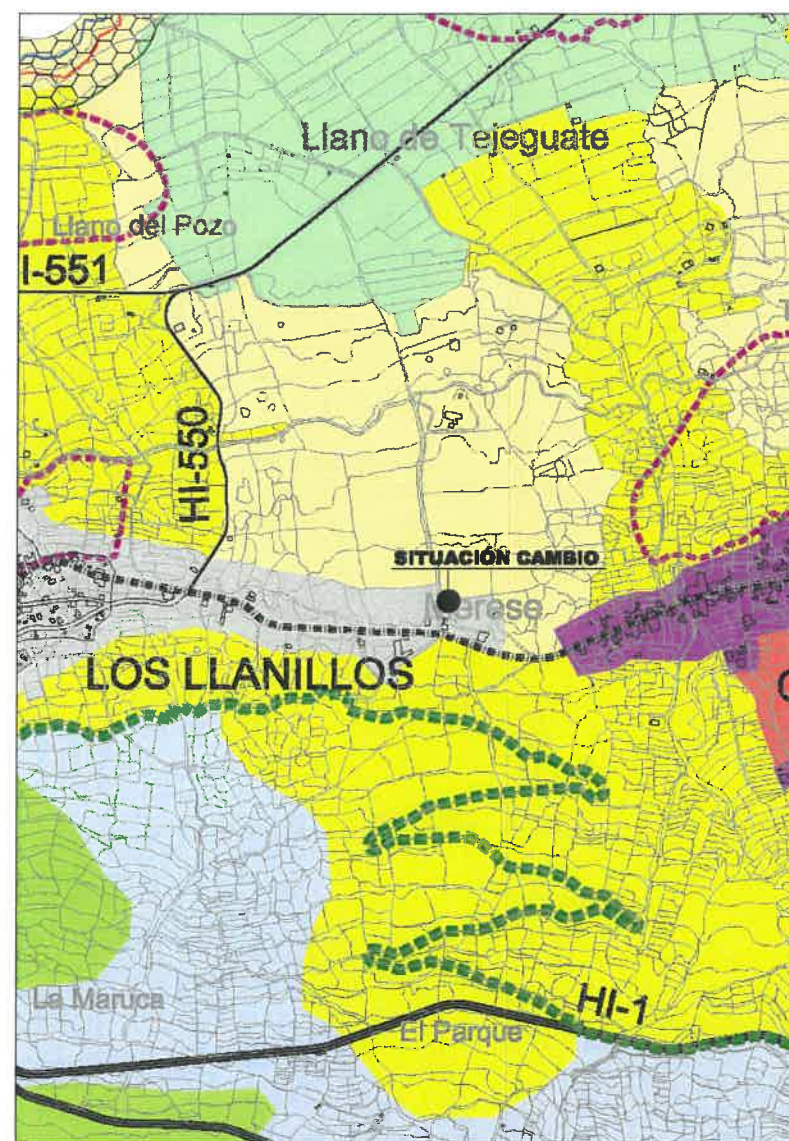 Llano de Tejeguate
Llano del Pozo
I-551
HI-550
SITUACIÓN CAMBIO
Merese
LOS LLANILLOS
La Maruca
HI-1
El Parque